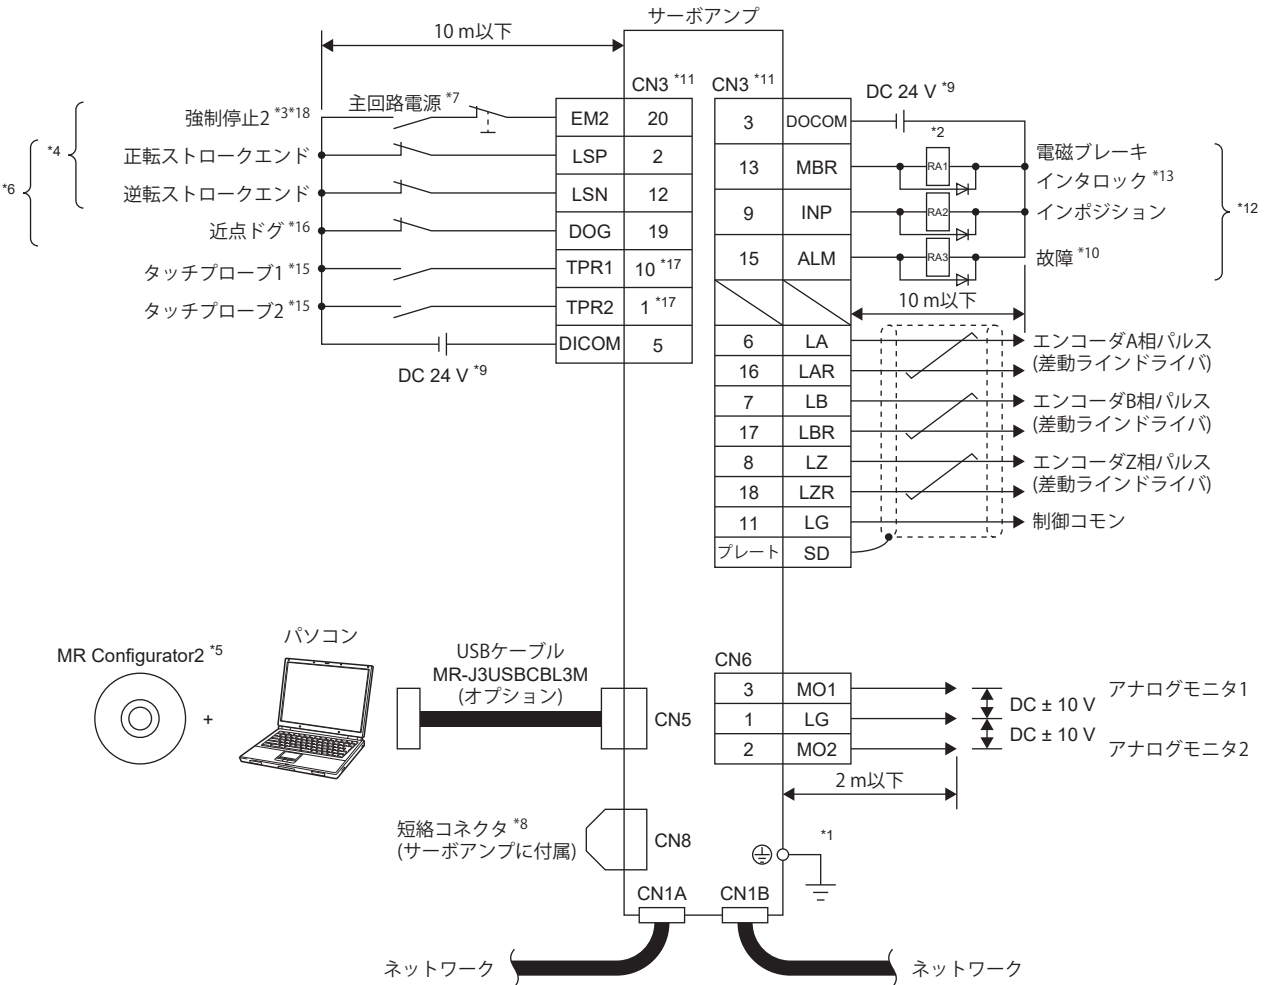 サーボアンプ
10 m以下
CN3 *11
CN3 *11
主回路電源 *7
DC 24 V *9
強制停止2 *3*18
EM2
20
3
DOCOM
*4
正転ストロークエンド
LSP
2
*2
電磁ブレーキ
13
MBR
RA1
インタロック *13
*6
逆転ストロークエンド
LSN
12
9
INP
RA2
インポジション
*12
近点ドグ *16
DOG
19
15
ALM
RA3
故障 *10
タッチプローブ1 *15
TPR1
10 *17
タッチプローブ2 *15
TPR2
1 *17
10 m以下
DICOM
5
DC 24 V *9
6
LA
エンコーダA相パルス
(差動ラインドライバ)
16
LAR
7
LB
エンコーダB相パルス
(差動ラインドライバ)
17
LBR
8
LZ
エンコーダZ相パルス
(差動ラインドライバ)
18
LZR
11
LG
制御コモン
プレート
SD
MR Configurator2 *5
+
パソコン
USBケーブル
MR-J3USBCBL3M
(オプション)
CN5
CN6
3
MO1
アナログモニタ1
DC ± 10 V
1
LG
DC ± 10 V
2
MO2
アナログモニタ2
2 m以下
短絡コネクタ *8
(サーボアンプに付属)
CN8
*1
CN1A
CN1B
ネットワーク
ネットワーク